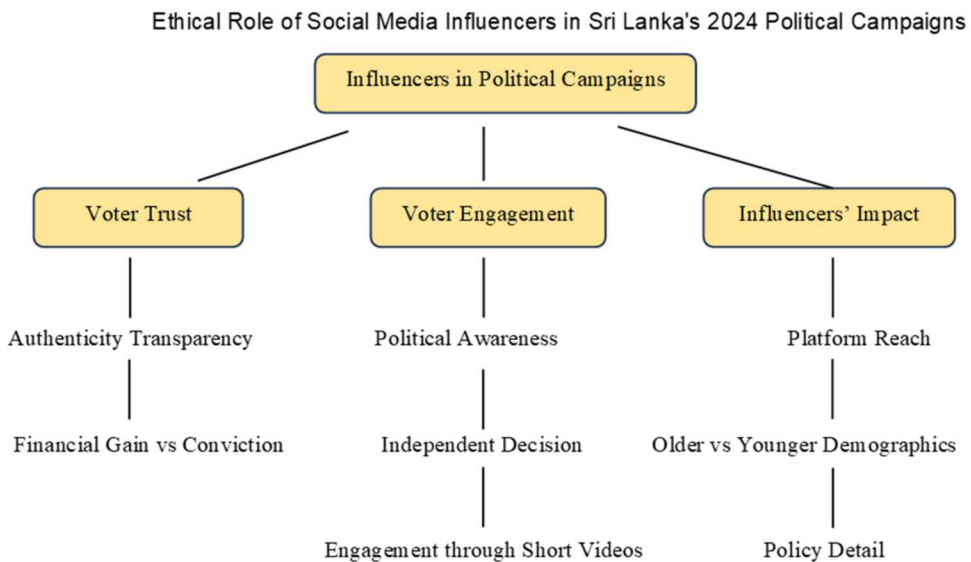 Ethical Role of Social Media Influencers in Sri Lanka's 2024 Political Campaigns
Influencers in Political Campaigns
Voter Trust
Voter Engagement
Influencers’ Impact
Authenticity Transparency
Political Awareness
Platform Reach
Financial Gain vs Conviction
Independent Decision
Older vs Younger Demographics
Engagement through Short Videos
Policy Detail